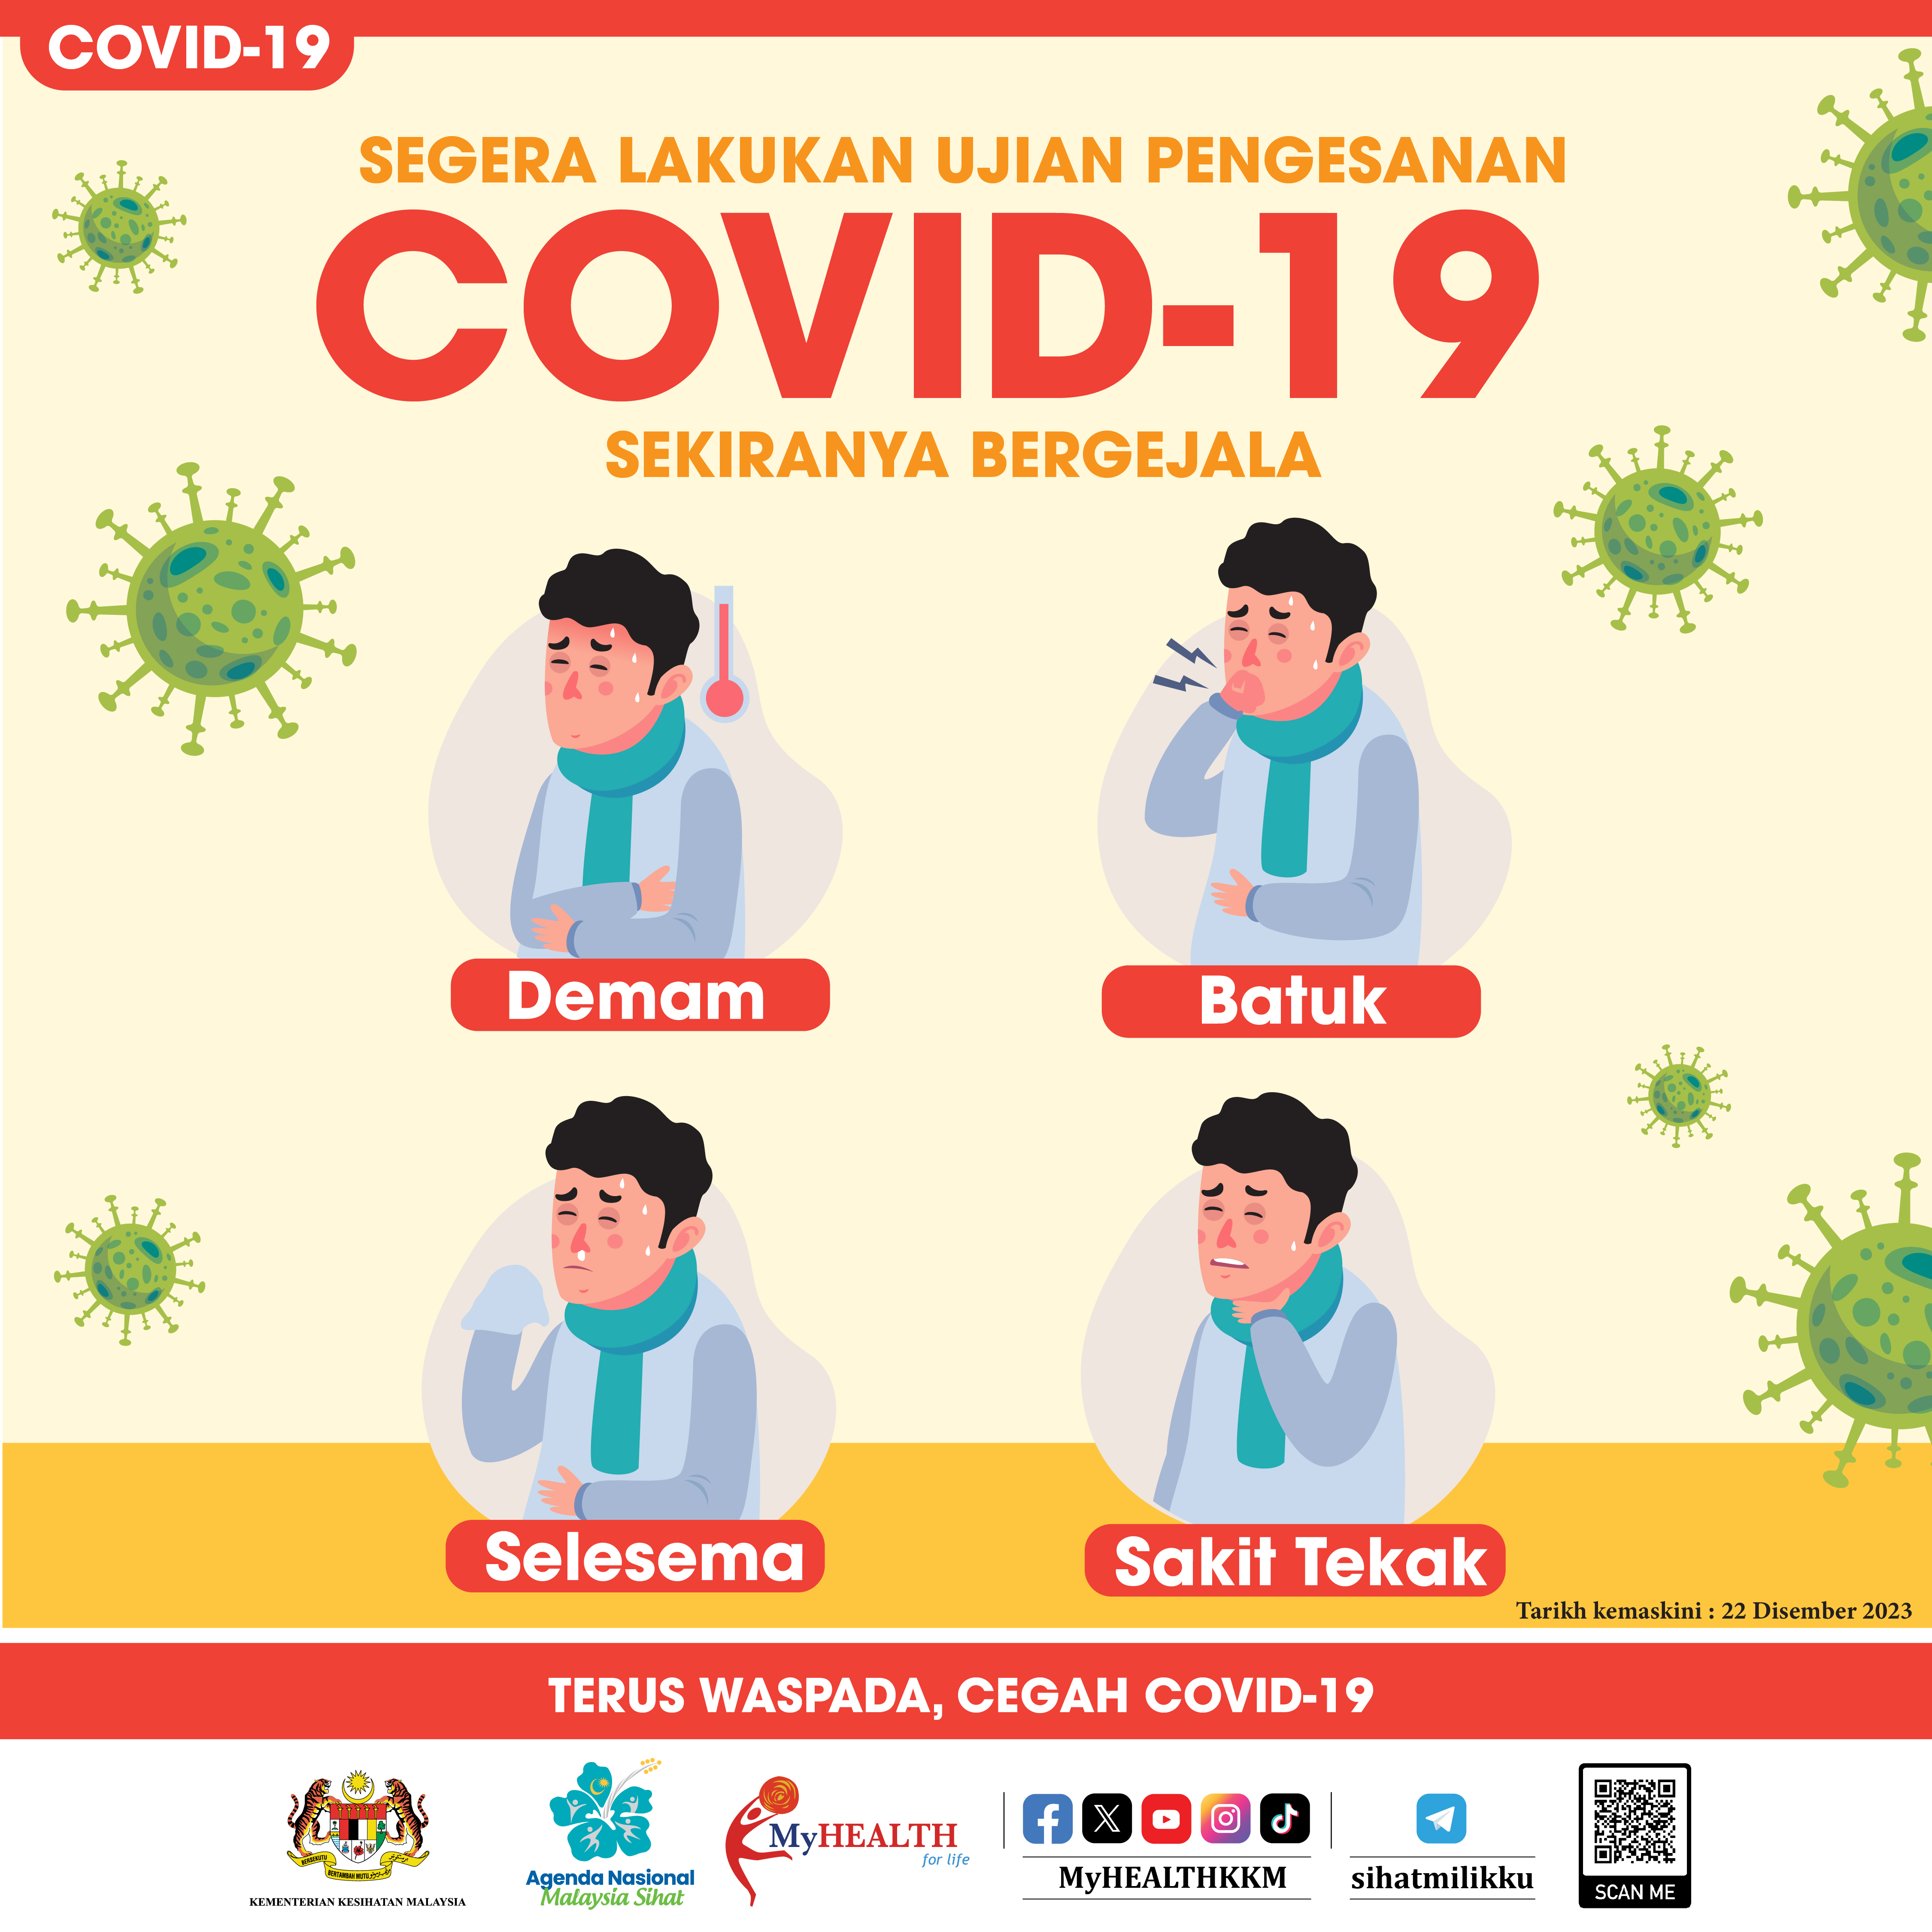 COVID-19
SEGERA LAKUKAN UJIAN PENGESANAN
COVID-19
SEKIRANYA BERGEJALA
Demam
Batuk
Selesema
Sakit Tekak
Tarikh kemaskini : 22 Disember 2023
TERUS WASPADA, CEGAH COVID-19
BERSEKUTU
BERTAMBAH MUTU
KEMENTERIAN KESIHATAN MALAYSIA
Agenda Nasional
Malaysia Sihat
MyHEALTH
for life
MyHEALTHKKM
sihatmilikku
SCAN ME